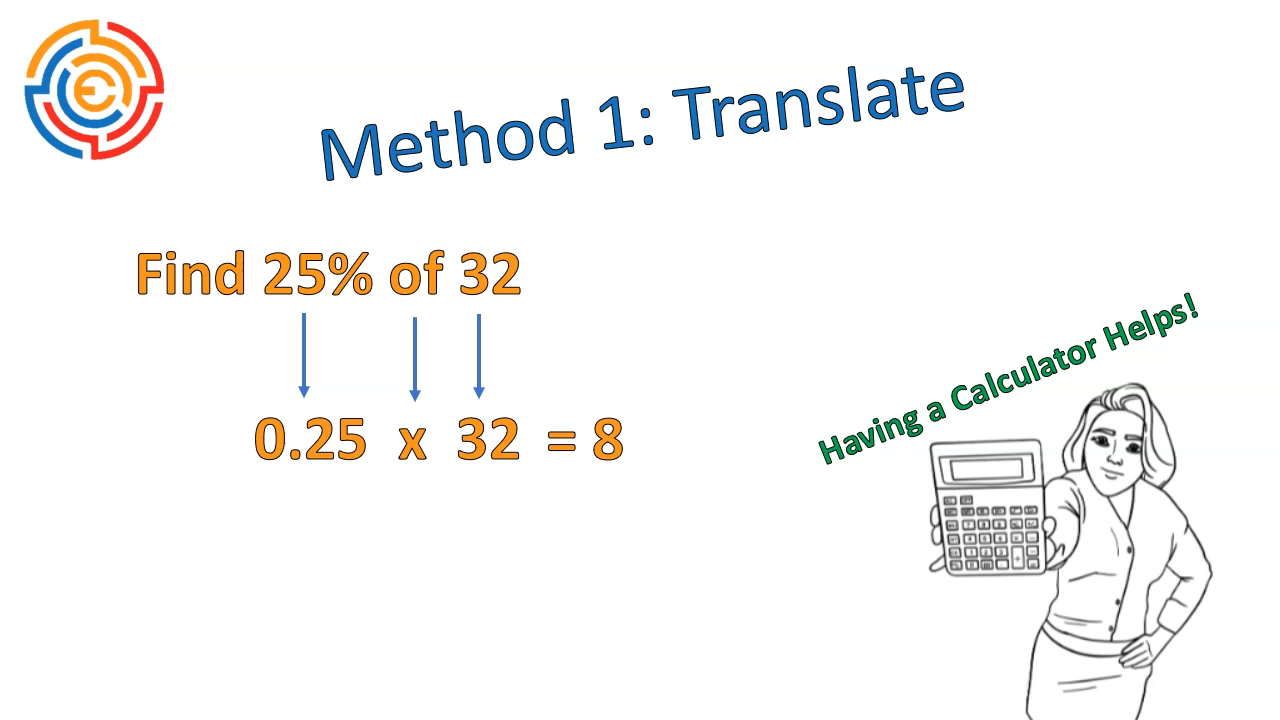 Method 1: Translate
Find 25% of 32
0.25 x 32 = 8
Having a Calculator Helps!